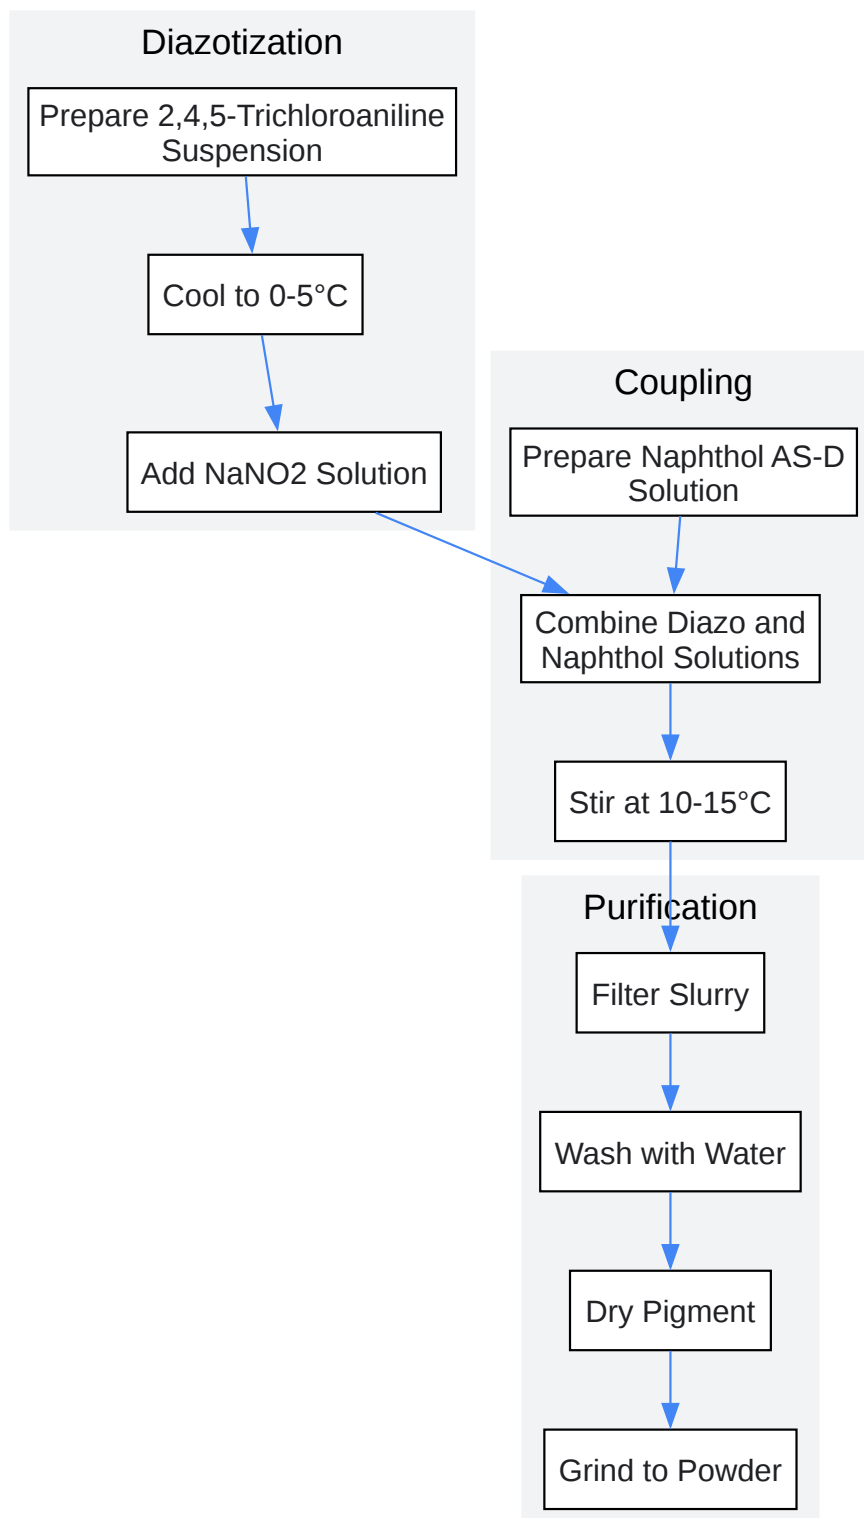 Diazotization
Prepare 2,4,5-Trichloroaniline
Suspension
Cool to 0-5°C
Add NaNO2 Solution
Coupling
Prepare Naphthol AS-D
Solution
Combine Diazo and
Naphthol Solutions
Stir at 10-15°C
Purification
Filter Slurry
Wash with Water
Dry Pigment
Grind to Powder